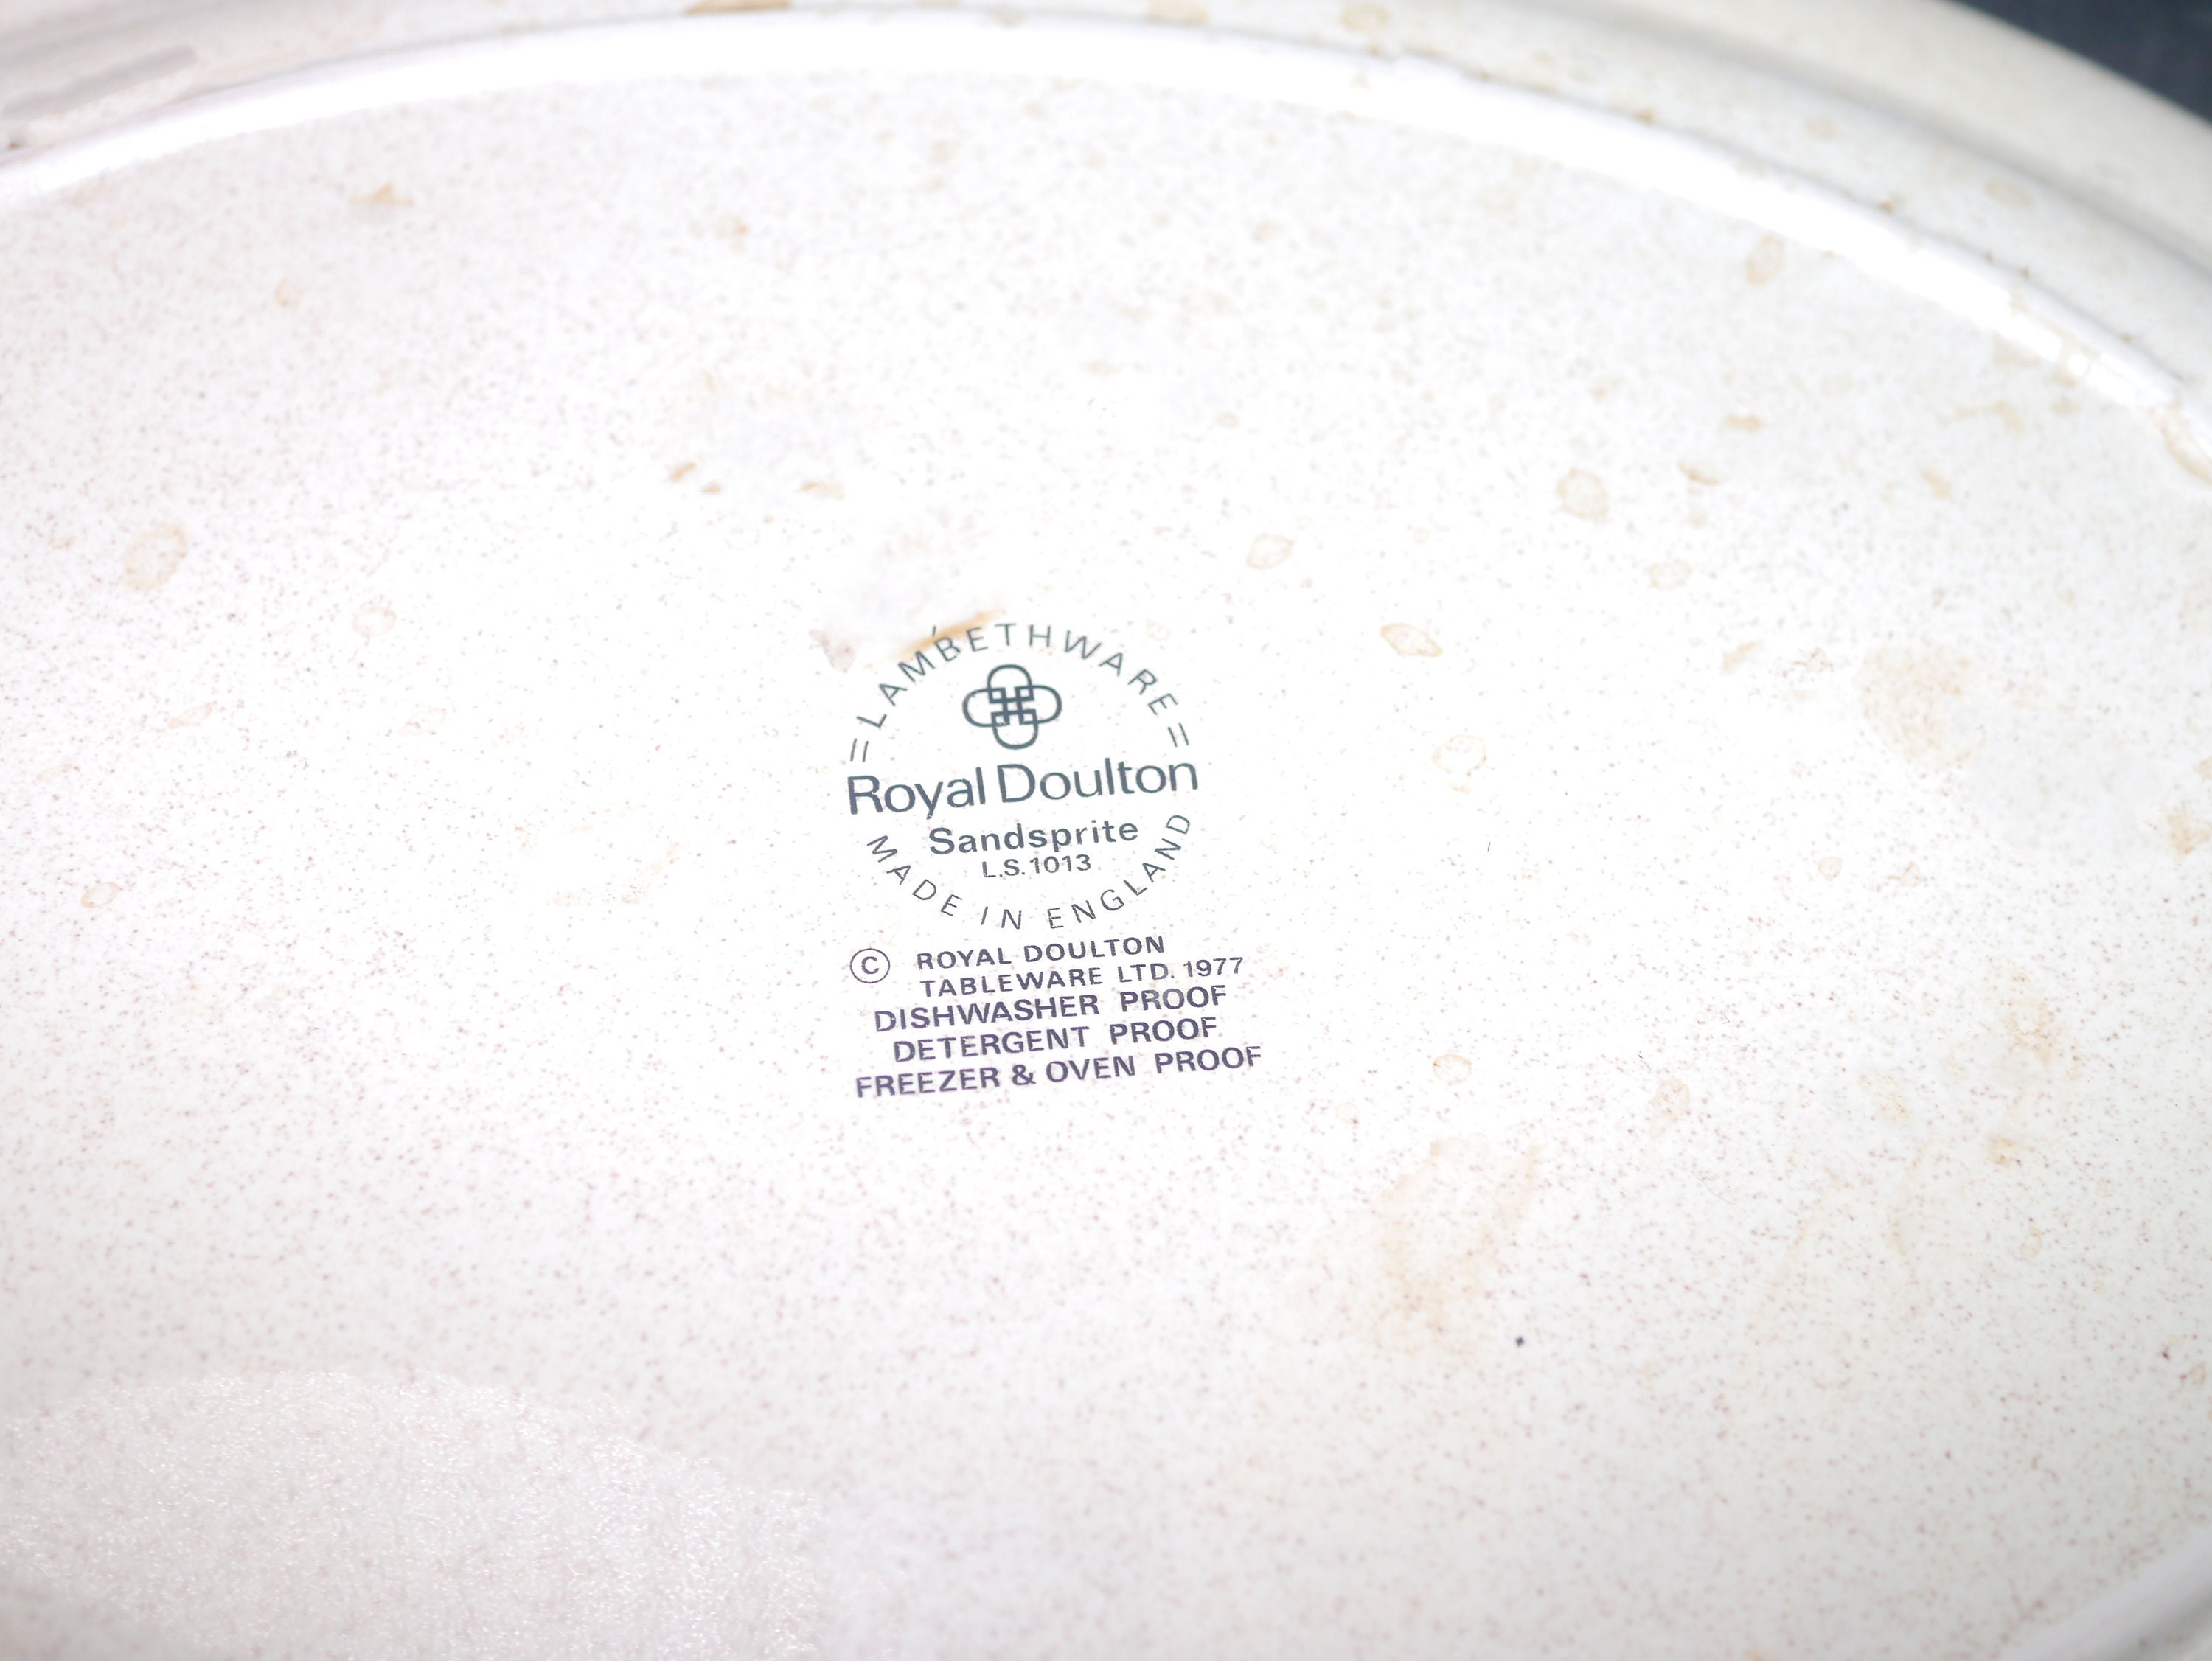 =LAMBETHWARE=
Royal Doulton
Sandsprite
L.S.1013
MADE IN ENGLAND
© ROYAL DOULTON
TABLEWARE LTD. 1977
DISHWASHER PROOF
DETERGENT PROOF
FREEZER & OVEN PROOF